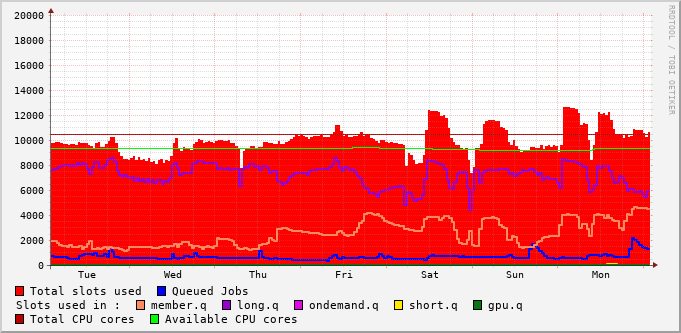 20000
18000
16000
14000
12000
10000
8000
6000
4000
2000
0
Tue Wed Thu Fri Sat Sun Mon
RRDTOOL / TOBI OETIKER
Total slots used Queued Jobs
Slots used in : member.q long.q ondemand.q short.q gpu.q
Total CPU cores Available CPU cores